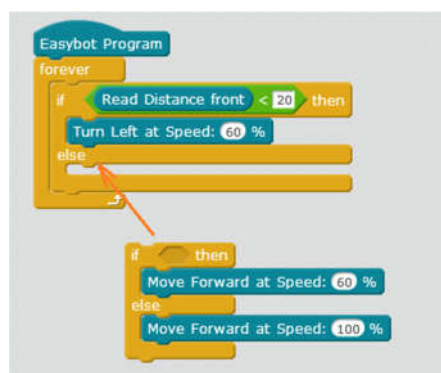 Easybot Program
forever
if Read Distance front < 20 then
Turn Left at Speed: 60 %
else
if then
Move Forward at Speed: 60 %
else
Move Forward at Speed: 100 %